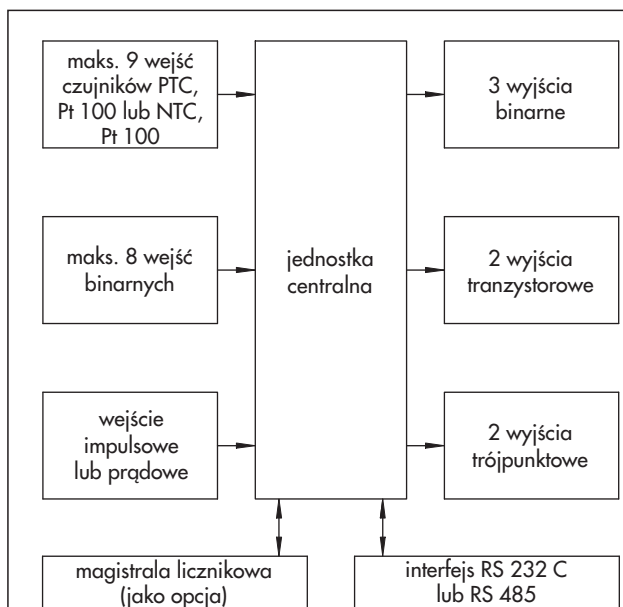 maks. 9 wejść
czujników PTC,
Pt 100 lub NTC,
Pt 100
3 wyjścia
binarne
maks. 8 wejść
binarnych
jednostka
centralna
2 wyjścia
tranzystorowe
wejście
impulsowe
lub prądowe
2 wyjścia
trójpunktowe
magistrala licznikowa
(jako opcja)
interfejs RS 232 C
lub RS 485